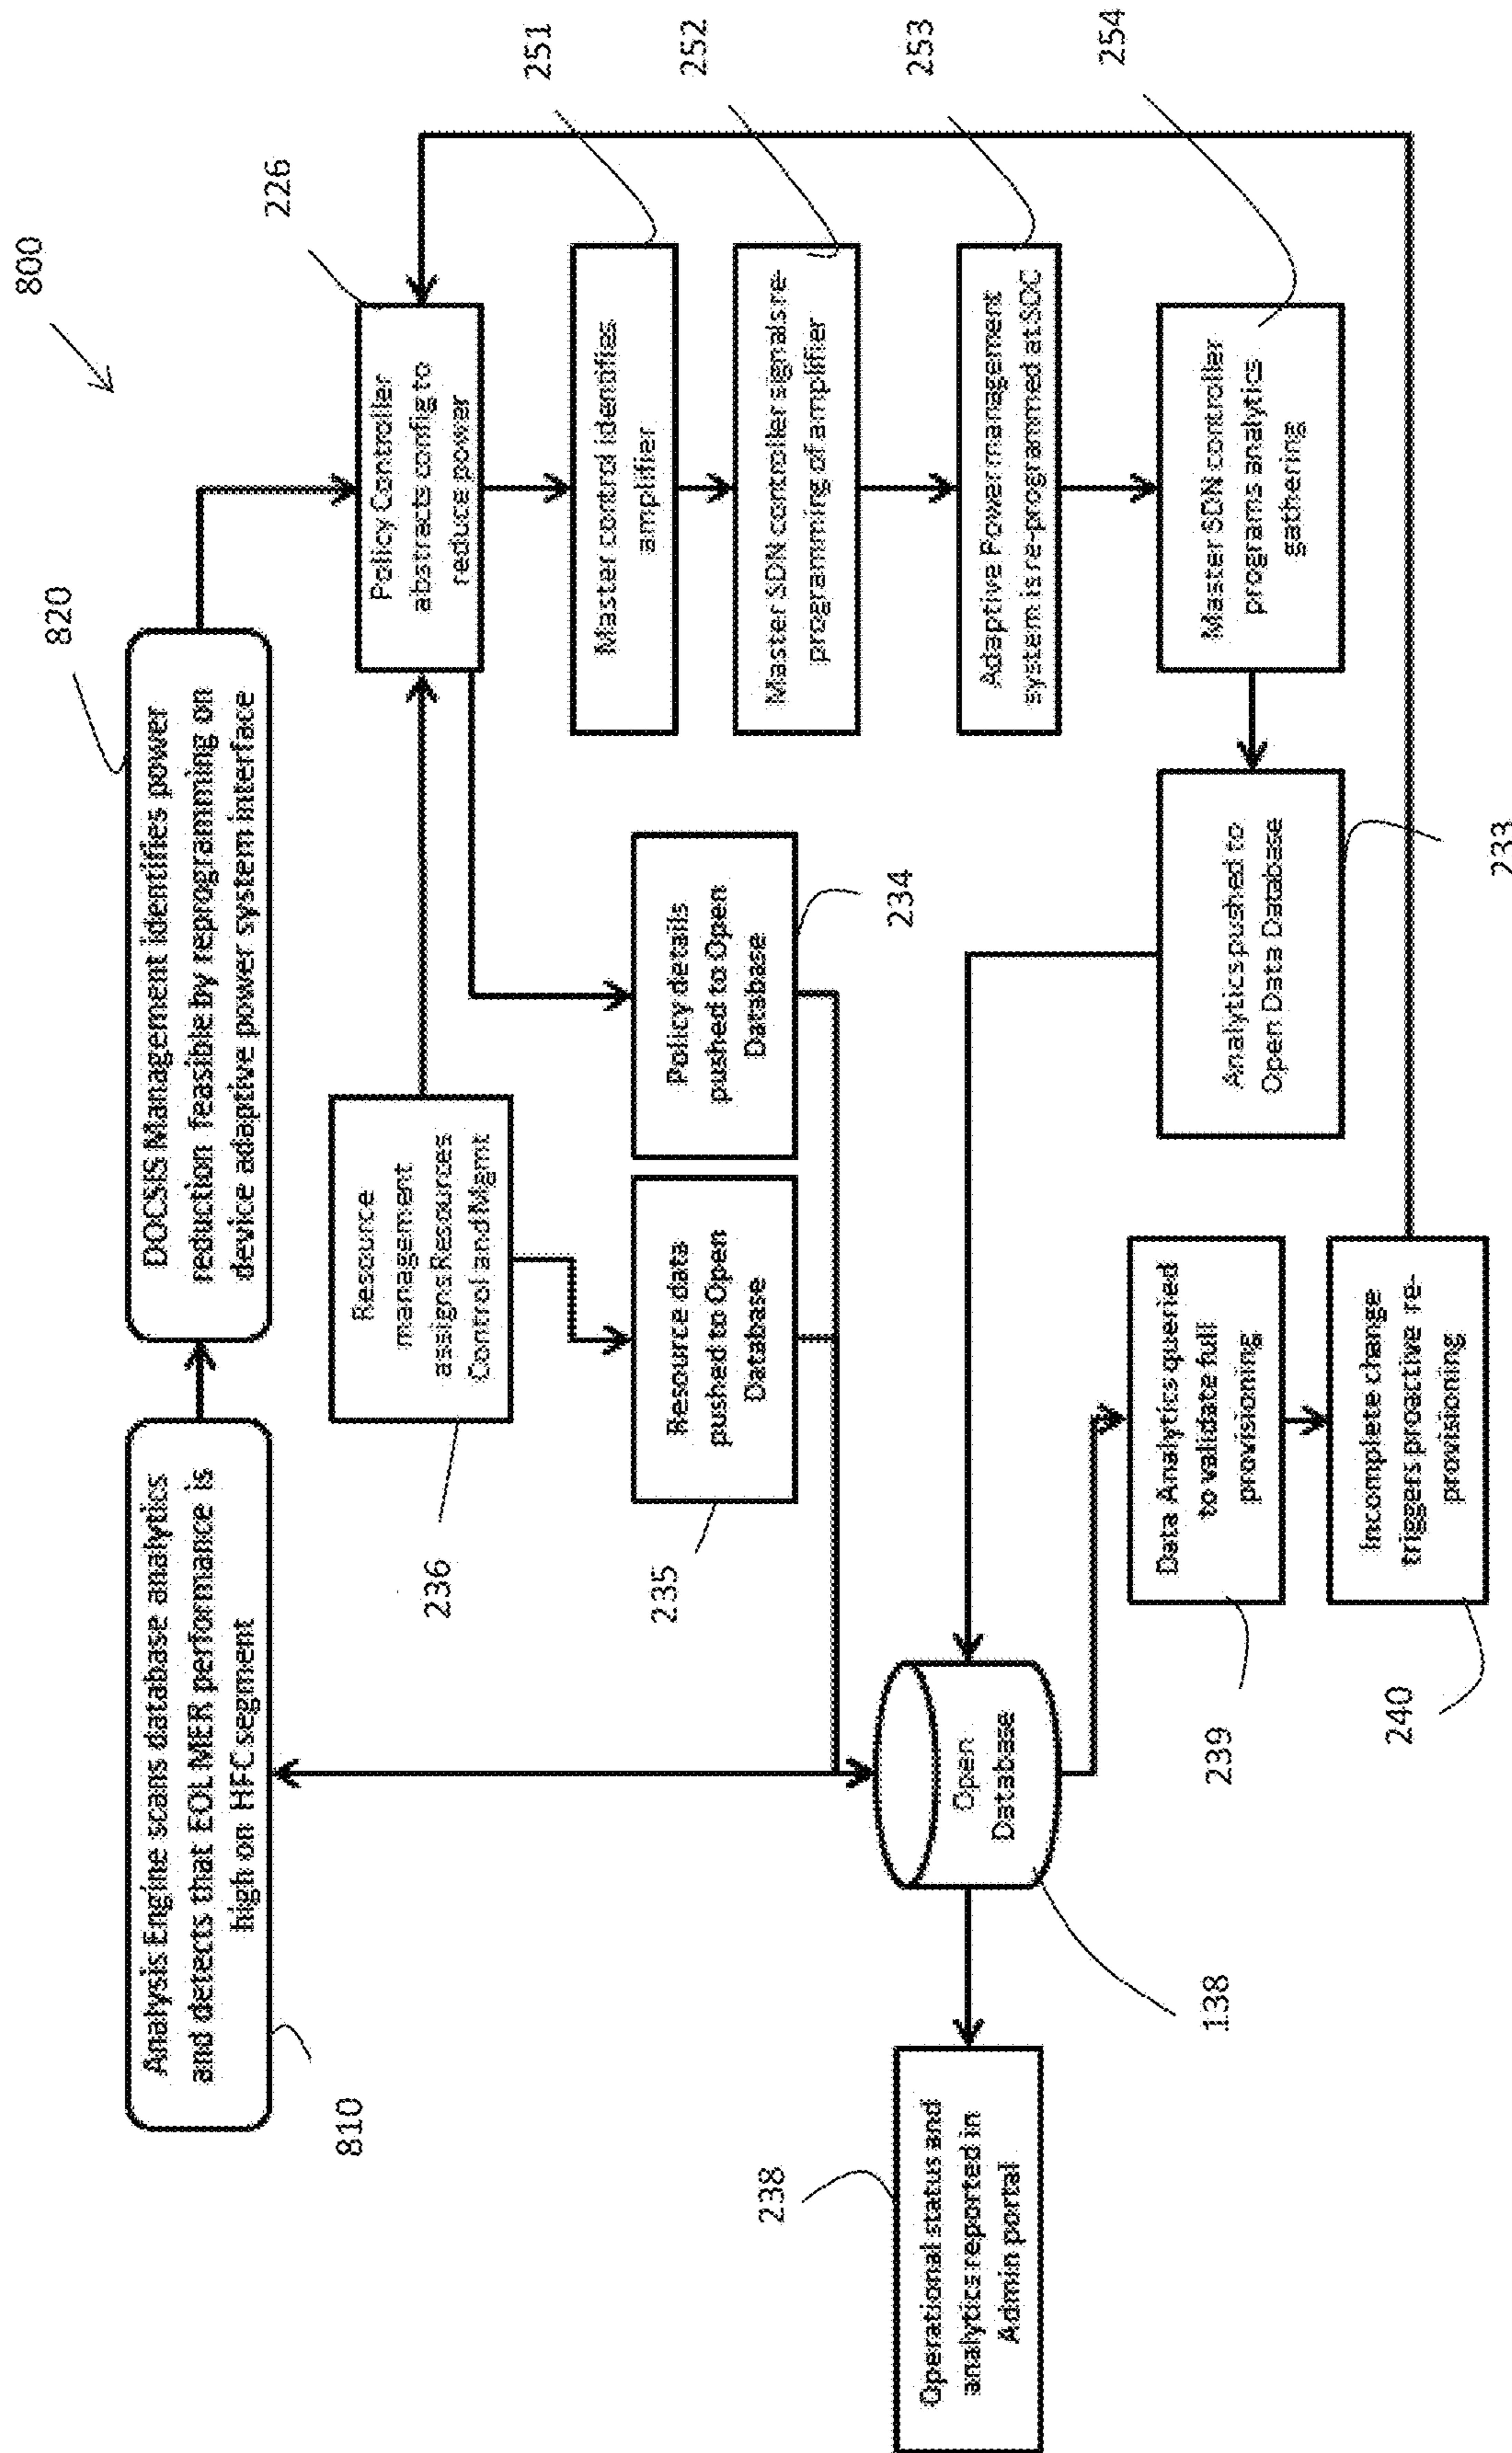 800
Analysis Engine scans database analytics
and detects that EOL MER performance is
high on HFC segment
810
DOCSIS Management identifies power
reduction feasible by reprograming on
device adaptive power system interface
820
Policy Controller
abstracts config to
reduce power
226
Resource
management
assigns Resources
Control and Mgmt
236
Master control identifies
amplifier
251
Resource data
pushed to Open
Database
235
Policy details
pushed to Open
Database
234
Master SDN controller signals re-
programing of amplifier
252
Operational status and
analytics reported in
Admin portal
238
Open
Database
138
Adaptive Power management
system is re-programmed at SDC
253
Data Analytics queried
to validate full
provisioning
239
Analytics pushed to
Open Data Database
233
Master SDN controller
programs analytics
gathering
254
Incomplete change
triggers proactive re-
provisioning
240